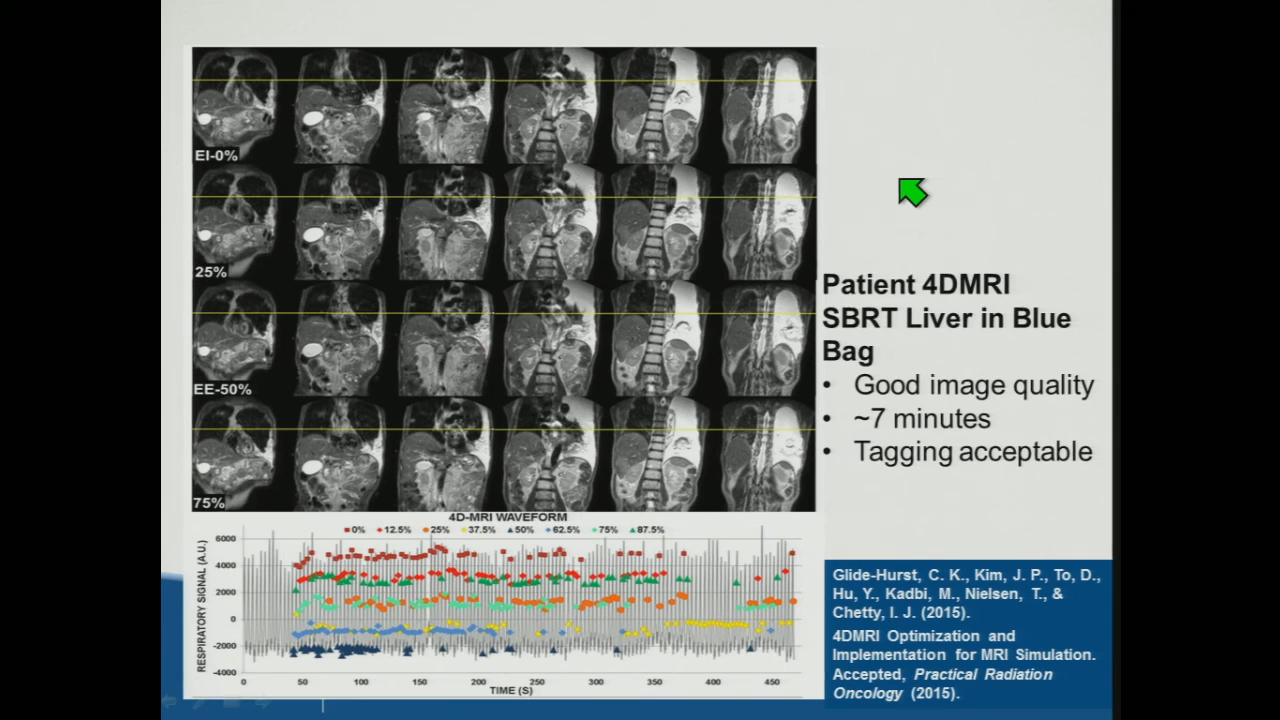 EI-0%
25%
EE-50%
75%
Patient 4DMRI
SBRT Liver in Blue
Bag
• Good image quality
• ~7 minutes
• Tagging acceptable
4D-MRI WAVEFORM
0% 12.5% 25% 37.5% 50% 62.5% 75% 87.5%
RESPIRATORY SIGNAL (A.U.)
6000
4000
2000
0
-2000
-4000
0 50 100 150 200 250 300 350 400 450
TIME (S)
Glide-Hurst, C. K., Kim, J. P., To, D.,
Hu, Y., Kadbi, M., Nielsen, T., &
Chetty, I. J. (2015).
4DMRI Optimization and
Implementation for MRI Simulation.
Accepted, Practical Radiation
Oncology (2015).